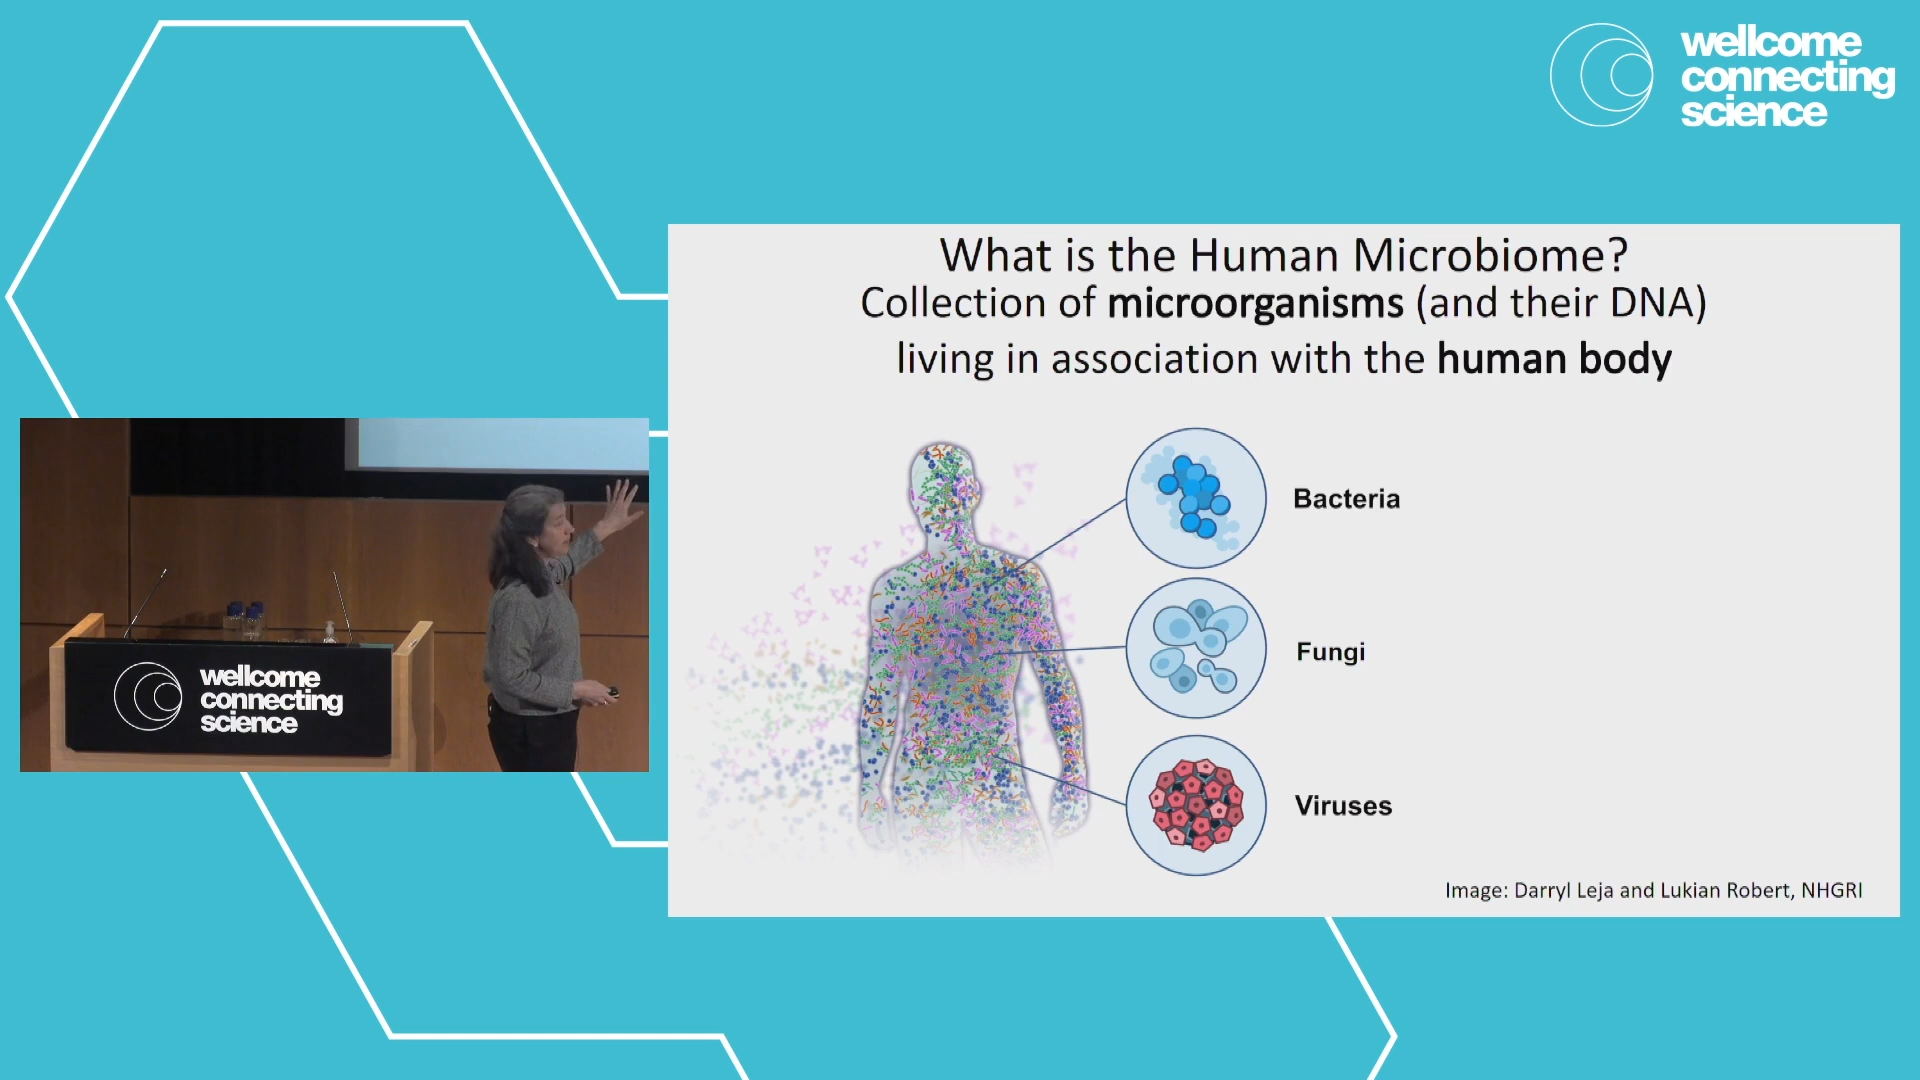 wellcome
connecting
science
What is the Human Microbiome?
Collection of microorganisms (and their DNA)
living in association with the human body
Bacteria
Fungi
Viruses
Image: Darryl Leja and Lukian Robert, NHGRI
wellcome
connecting
science